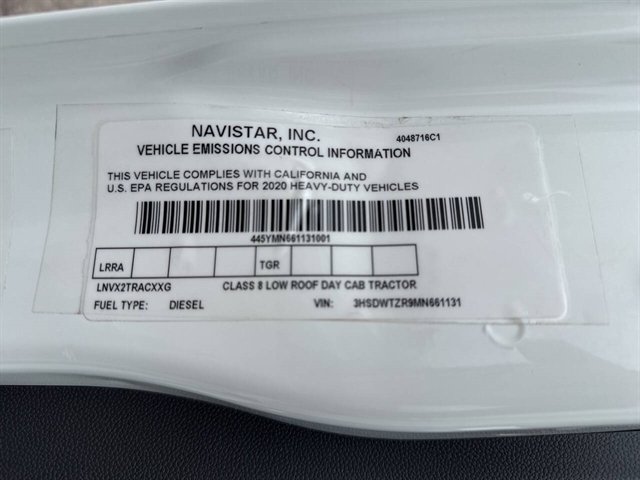 NAVISTAR, INC. 4048716C1
VEHICLE EMISSIONS CONTROL INFORMATION
THIS VEHICLE COMPLIES WITH CALIFORNIA AND
U.S. EPA REGULATIONS FOR 2020 HEAVY-DUTY VEHICLES
445YMN661131001
LRRA TGR
LNVX2TRACXXG CLASS 8 LOW ROOF DAY CAB TRACTOR
FUEL TYPE: DIESEL VIN: 3HSDWTZR9MN661131